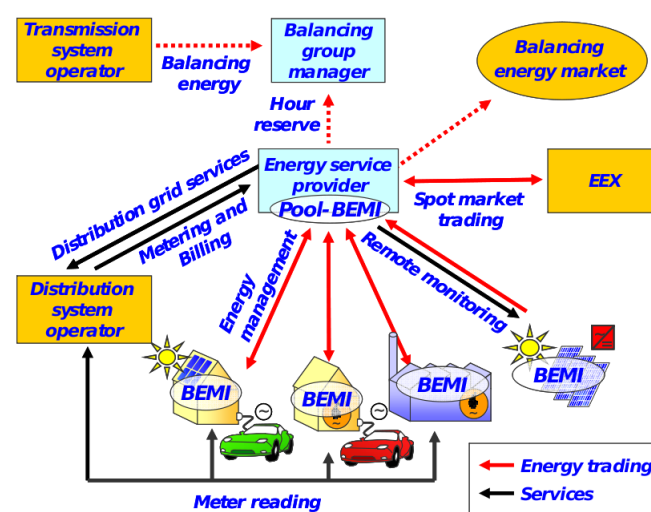 Transmission
system
operator
Balancing
energy
Balancing
group
manager
Balancing
energy market
Hour
reserve
Distribution grid services
Metering and
Billing
Energy service
provider
Pool-BEMI
Spot market
trading
EEX
Distribution
system
operator
Energy
management
Remote monitoring
BEMI
~
BEMI
~
BEMI
BEMI
Meter reading
Energy trading
Services